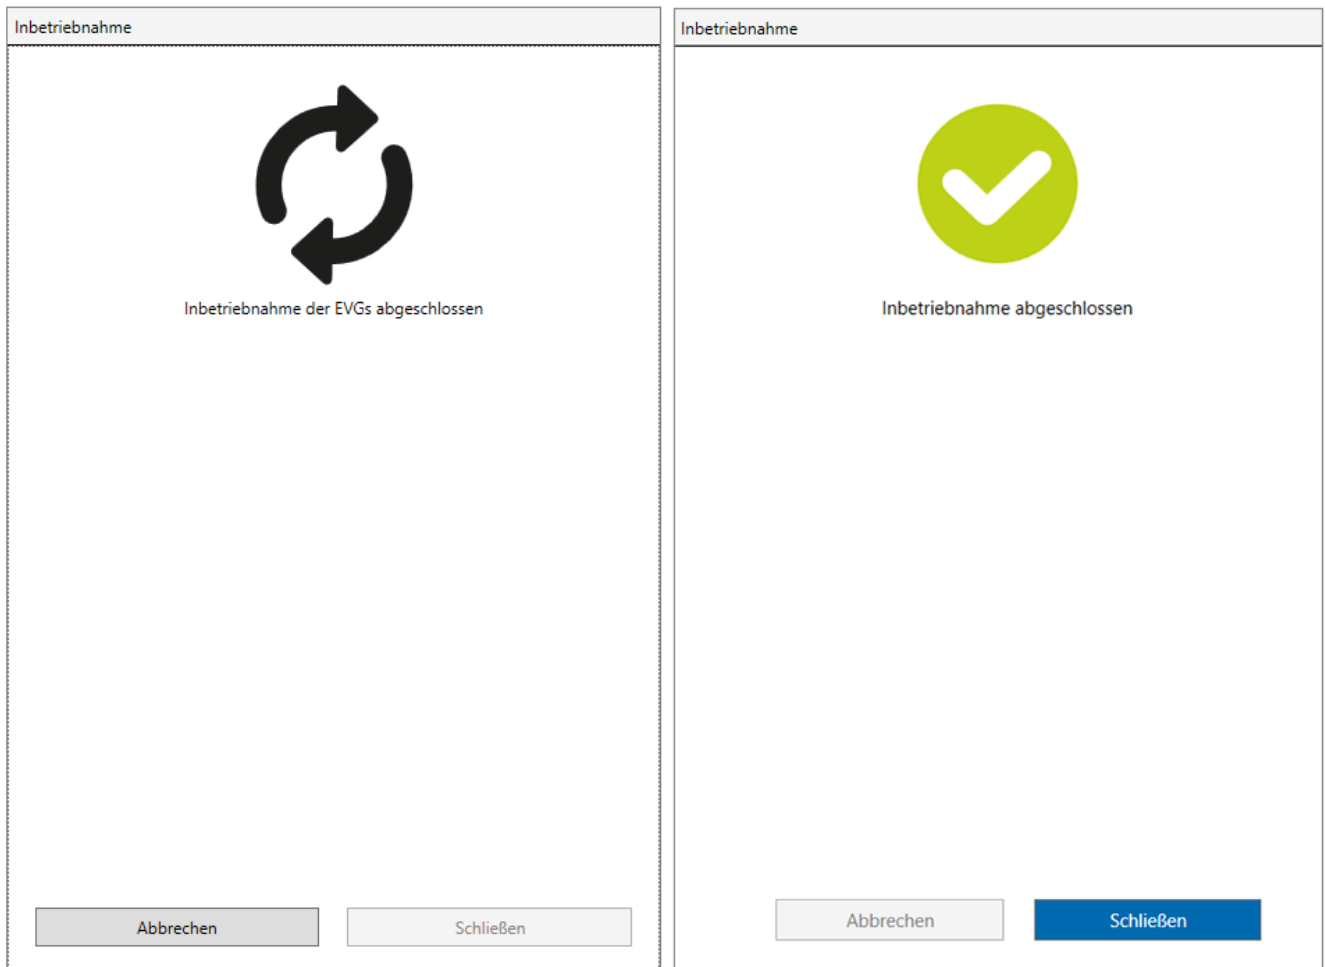 Inbetriebnahme
Inbetriebnahme der EVGs abgeschlossen
Abbrechen
Schließen
Inbetriebnahme
Inbetriebnahme abgeschlossen
Abbrechen
Schließen